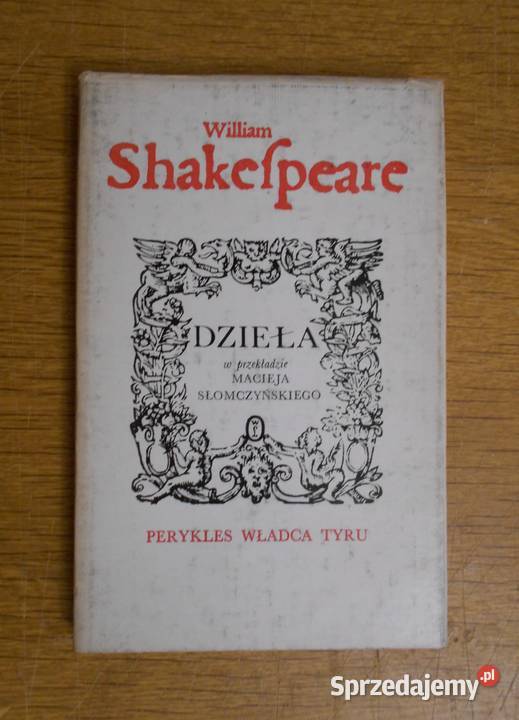 William
Shakeſpeare
DZIEŁA
w przekładzie
MACIEJA
SŁOMCZYŃSKIEGO
PERYKLES WŁADCA TYRU
Sprzedajemy.pl